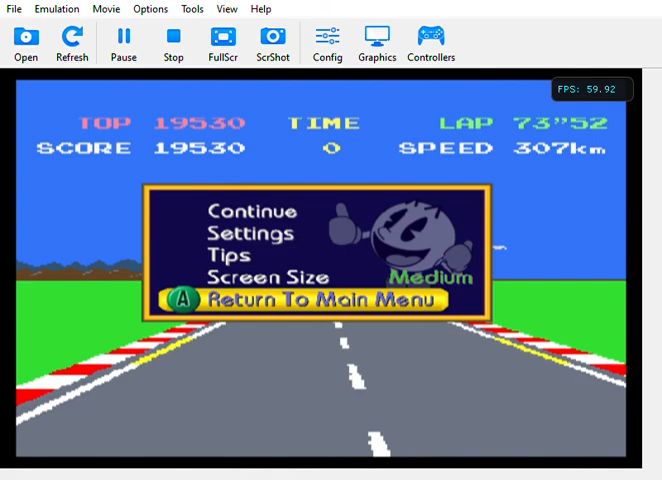 File Emulation Movie Options Tools View Help
Open Refresh Pause Stop FullScr ScrShot Config Graphics Controllers
FPS: 59.92
TOP 19530 TIME LAP 73"52
SCORE 19530 0 SPEED 307km
Continue
Settings
Tips
Screen Size Medium
A Return To Main Menu